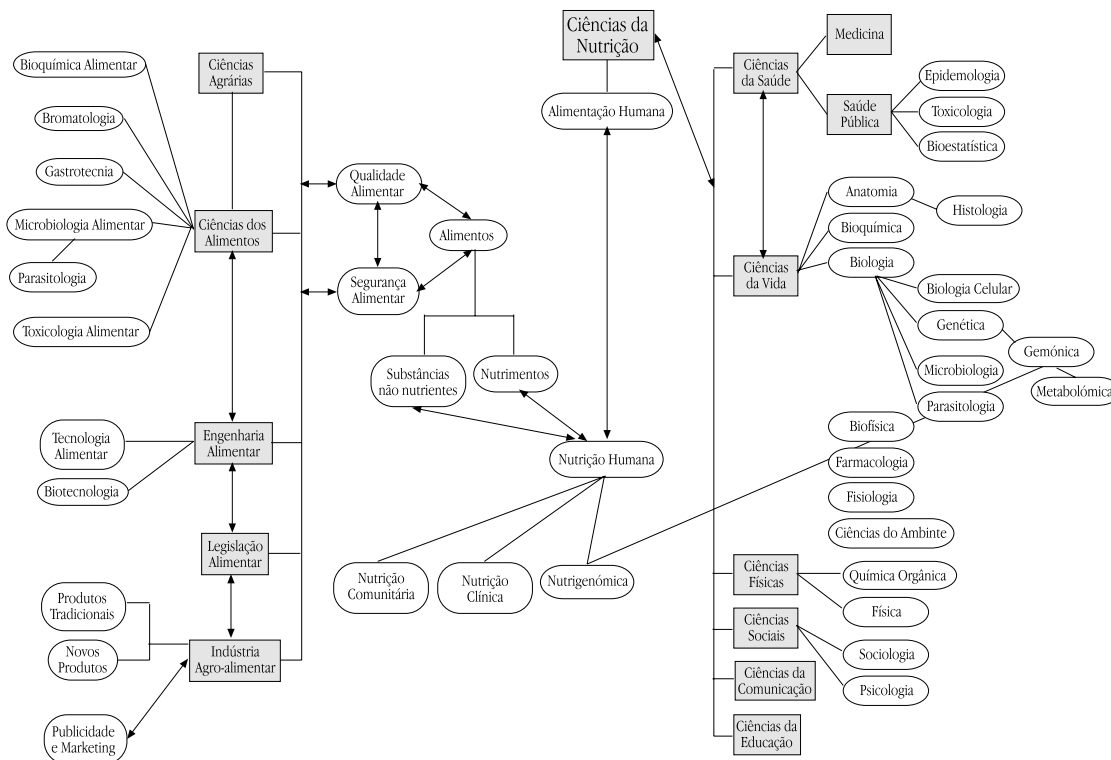 Ciências da
Nutrição
Alimentação Humana
Ciências
Agrárias
Bioquímica Alimentar
Bromatologia
Gastrotecnia
Microbiologia Alimentar
Parasitologia
Toxicologia Alimentar
Ciências dos
Alimentos
Qualidade
Alimentar
Alimentos
Segurança
Alimentar
Substâncias
não nutrientes
Nutrimentos
Engenharia
Alimentar
Tecnologia
Alimentar
Biotecnologia
Nutrição Humana
Legislação
Alimentar
Nutrição
Comunitária
Nutrição
Clínica
Nutrigenómica
Produtos
Tradicionais
Novos
Produtos
Indústria
Agro-alimentar
Publicidade
e Marketing
Ciências
da Saúde
Medicina
Saúde
Pública
Epidemologia
Toxicologia
Bioestatística
Ciências
da Vida
Anatomia
Histologia
Bioquímica
Biologia
Biologia Celular
Genética
Gemónica
Metabolómica
Microbiologia
Parasitologia
Biofísica
Farmacologia
Fisiologia
Ciências do Ambinte
Ciências
Físicas
Química Orgânica
Física
Ciências
Sociais
Sociologia
Psicologia
Ciências da
Comunicação
Ciências da
Educação